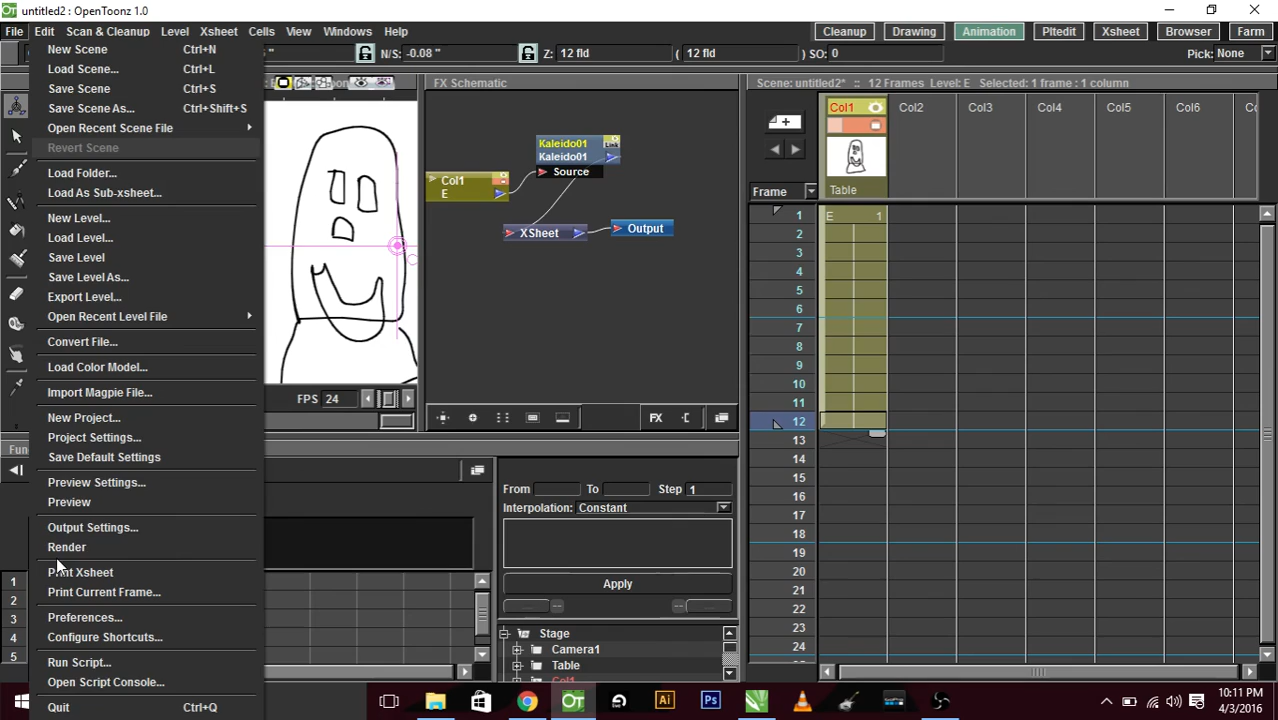 untitled2 : OpenToonz 1.0
File Edit Scan & Cleanup Level Xsheet Cells View Windows Help
Cleanup Drawing Animation Pltedit Xsheet Browser Farm
N/S: -0.08 " Z: 12 fld ( 12 fld ) SO: 0 Pick: None
New Scene Ctrl+N
Load Scene... Ctrl+L
Save Scene Ctrl+S
Save Scene As... Ctrl+Shift+S
Open Recent Scene File
Revert Scene
Load Folder...
Load As Sub-xsheet...
New Level...
Load Level...
Save Level
Save Level As...
Export Level...
Open Recent Level File
Convert File...
Load Color Model...
Import Magpie File...
New Project...
Project Settings...
Save Default Settings
Preview Settings...
Preview
Output Settings...
Render
Print Xsheet
Print Current Frame...
Preferences...
Configure Shortcuts...
Run Script...
Open Script Console...
Quit Ctrl+Q
FPS 24
FX Schematic
Kaleido01
Kaleido01
Link
Source
Col1
E
XSheet
Output
FX
Scene: untitled2* :: 12 Frames Level: E Selected: 1 frame : 1 column
Col1 Col2 Col3 Col4 Col5 Col6
Table
Frame
1 E 1
2
3
4
5
6
7
8
9
10
11
12
13
14
15
16
17
18
19
20
21
22
23
24
1
2
3
4
5
From To Step 1
Interpolation: Constant
Apply
Stage
Camera1
Table
Col1
10:11 PM
4/3/2016